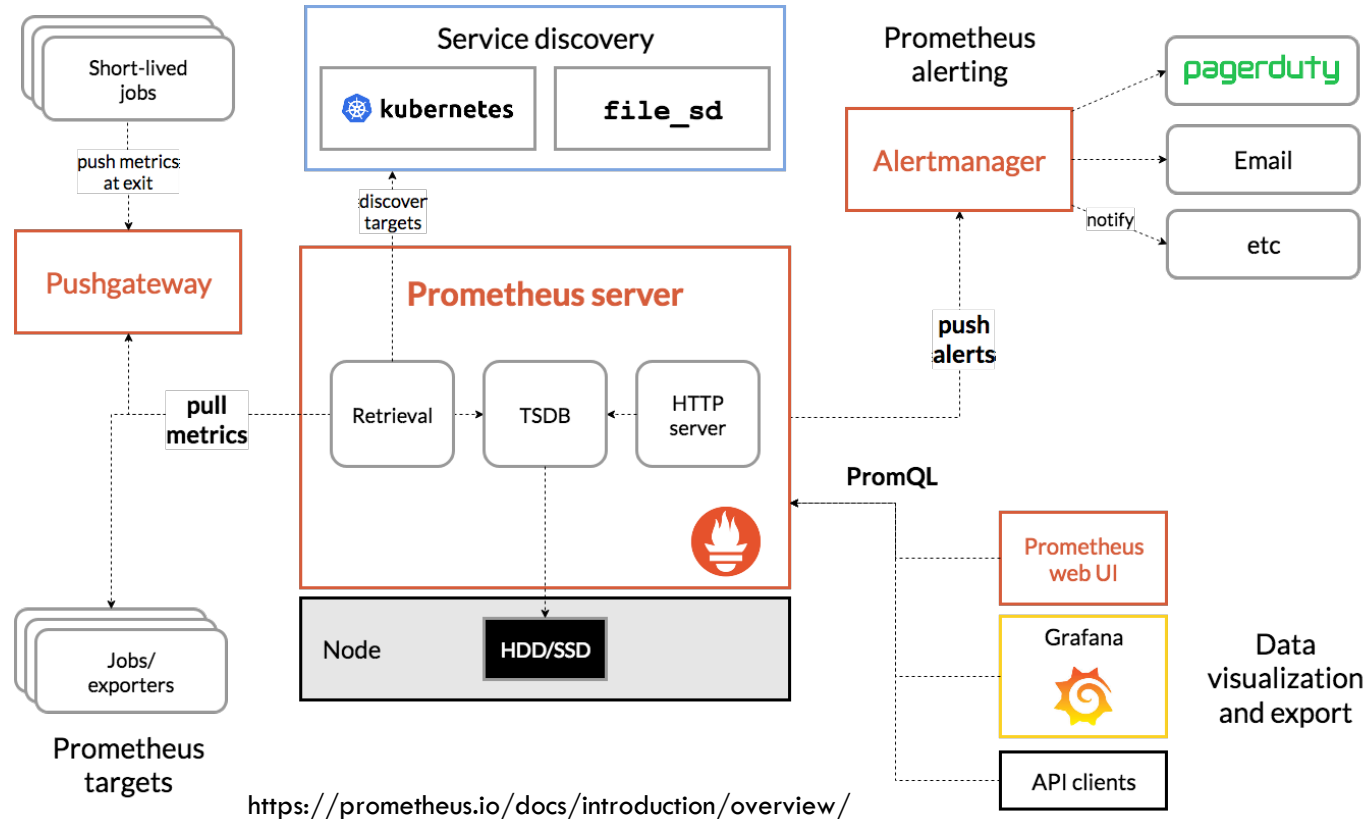 Short-lived
jobs
push metrics
at exit
Pushgateway
pull
metrics
Jobs/
exporters
Prometheus
targets
Service discovery
kubernetes
file_sd
discover
targets
Prometheus server
Retrieval
TSDB
HTTP
server
Node
HDD/SSD
Prometheus
alerting
Alertmanager
pagerduty
Email
notify
etc
push
alerts
PromQL
Prometheus
web UI
Grafana
API clients
Data
visualization
and export
https://prometheus.io/docs/introduction/overview/